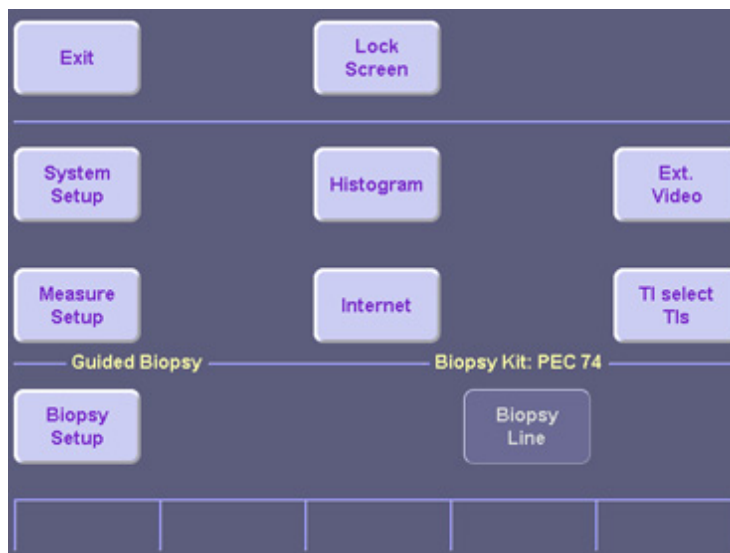 Exit
Lock
Screen
System
Setup
Histogram
Ext.
Video
Measure
Setup
Internet
TI select
TIs
Guided Biopsy
Biopsy Kit: PEC 74
Biopsy
Setup
Biopsy
Line